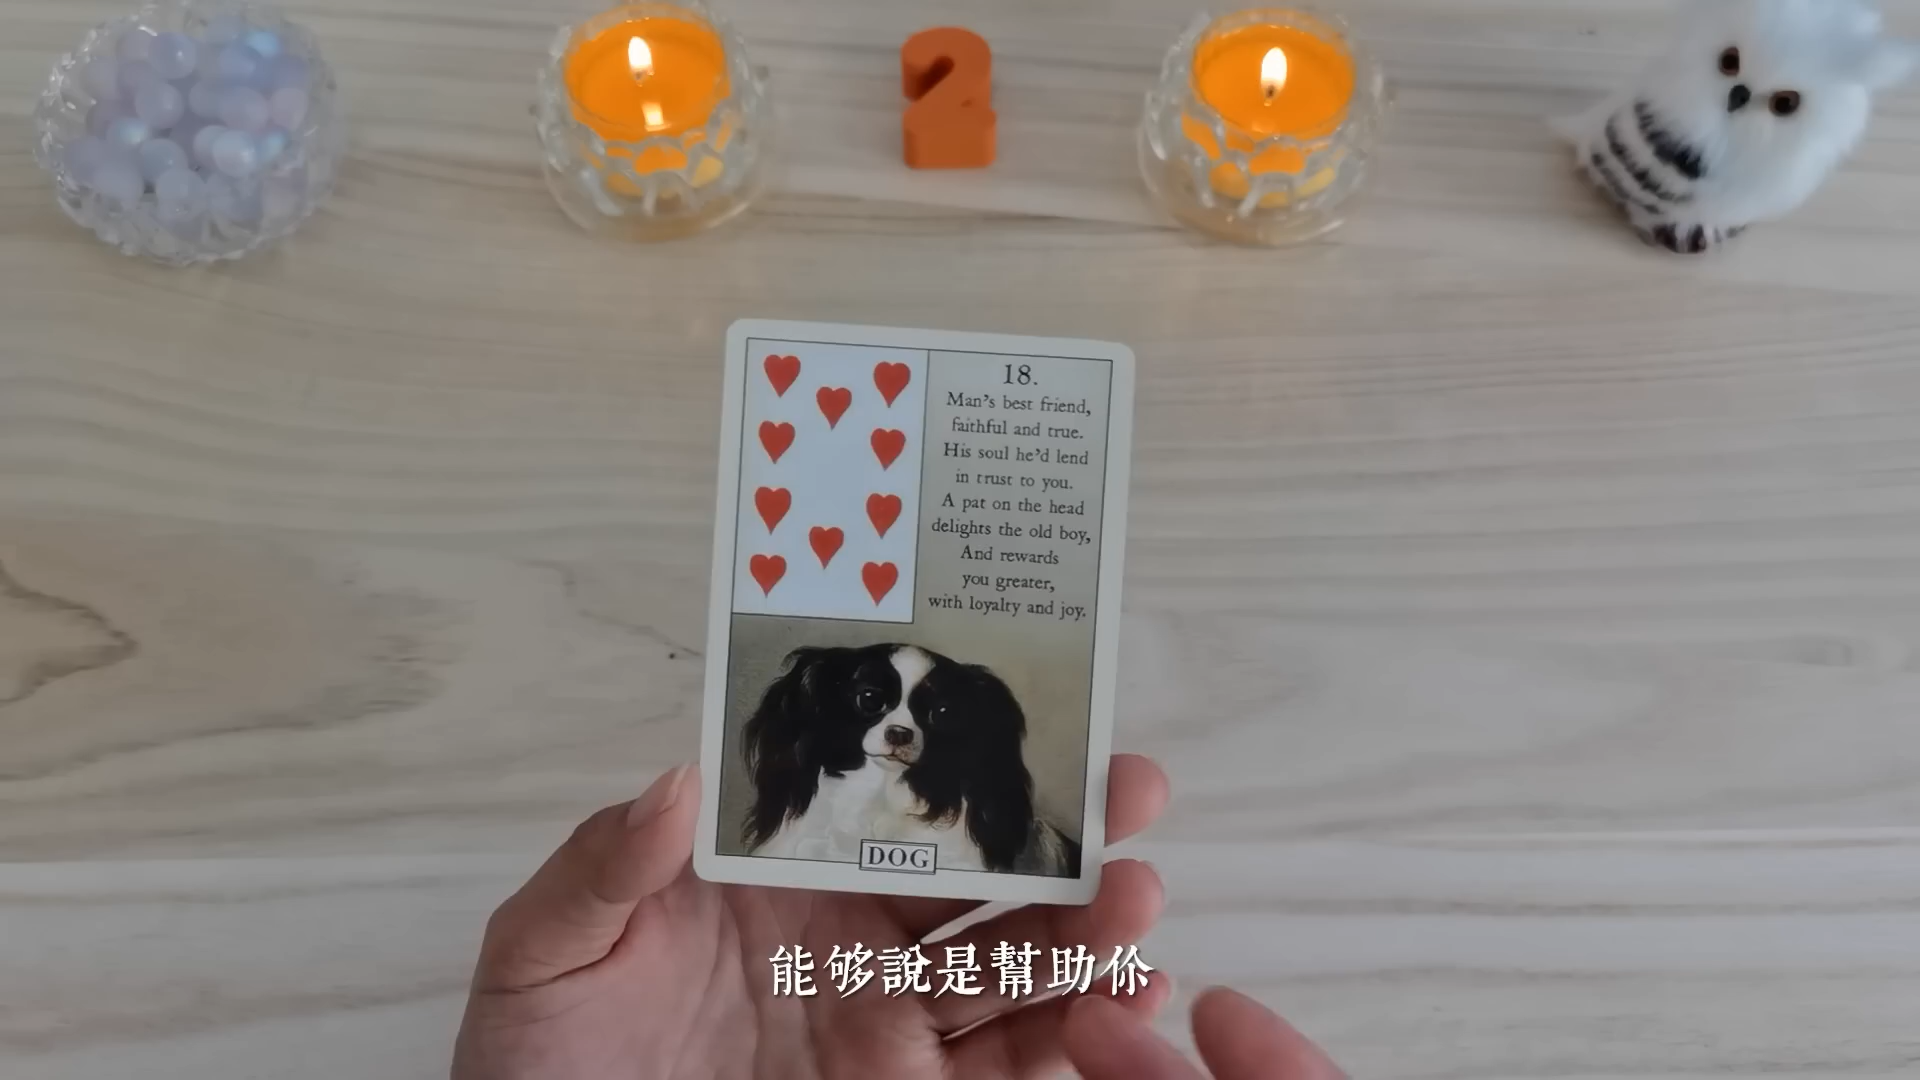 2
18.
Man's best friend,
faithful and true.
His soul he'd lend
in trust to you.
A pat on the head
delights the old boy,
And rewards
you greater,
with loyalty and joy.
DOG
能够說是幫助你